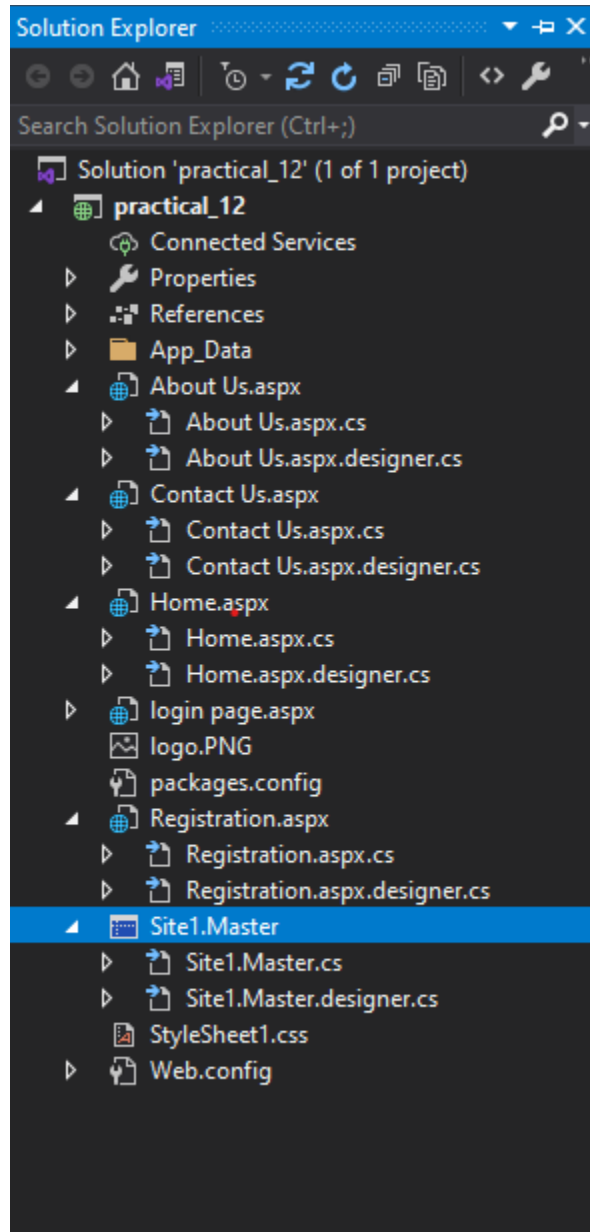 Solution Explorer
Search Solution Explorer (Ctrl+;)
Solution 'practical_12' (1 of 1 project)
practical_12
Connected Services
Properties
References
App_Data
About Us.aspx
About Us.aspx.cs
About Us.aspx.designer.cs
Contact Us.aspx
Contact Us.aspx.cs
Contact Us.aspx.designer.cs
Home.aspx
Home.aspx.cs
Home.aspx.designer.cs
login page.aspx
logo.PNG
packages.config
Registration.aspx
Registration.aspx.cs
Registration.aspx.designer.cs
Site1.Master
Site1.Master.cs
Site1.Master.designer.cs
StyleSheet1.css
Web.config